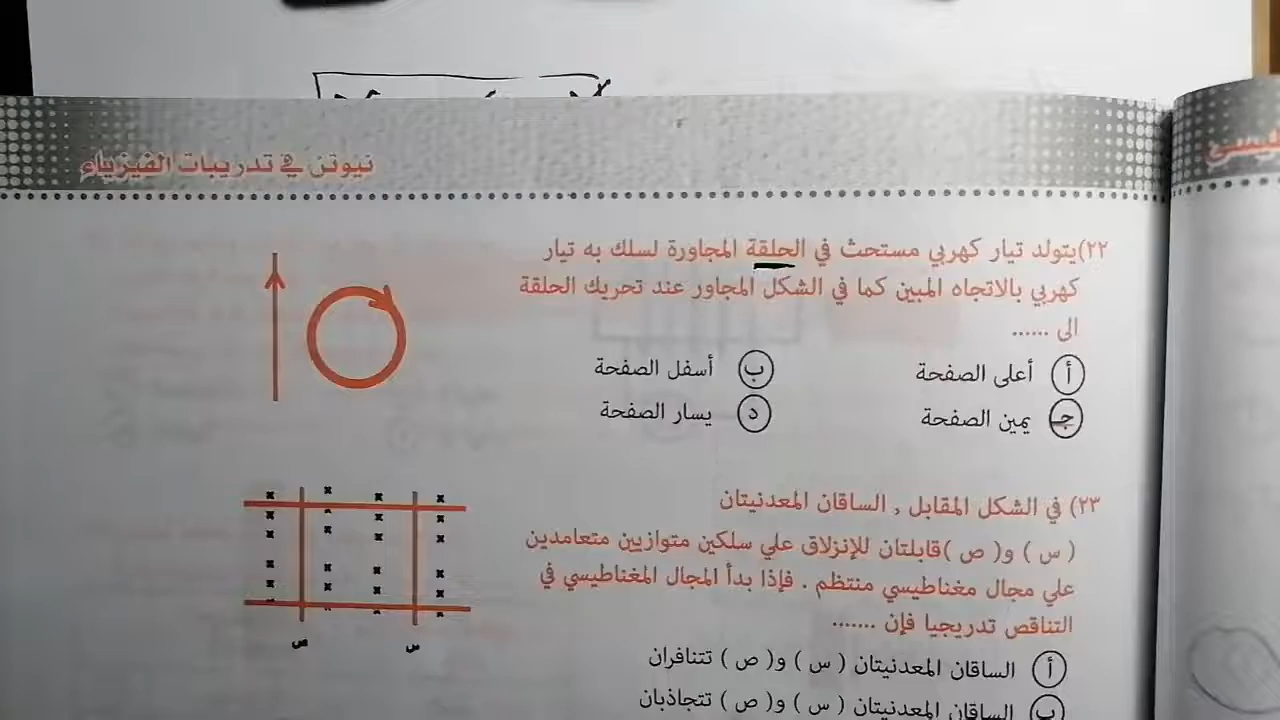 نيوتن في تدريبات الفيزياء
٢٢) يتولد تيار كهربي مستحث في الحلقة المجاورة لسلك به تيار
كهربي بالاتجاه المبين كما في الشكل المجاور عند تحريك الحلقة
الى ......
أ أعلى الصفحة
ب أسفل الصفحة
جـ يمين الصفحة
د يسار الصفحة
٢٣) في الشكل المقابل , الساقان المعدنيتان
( س ) و( ص )قابلتان للإنزلاق علي سلكين متوازيين متعامدين
علي مجال مغناطيسي منتظم . فإذا بدأ المجال المغناطيسي في
التناقص تدريجيا فإن .......
ص
س
أ الساقان المعدنيتان ( س ) و( ص ) تتنافران
ب الساقان المعدنيتان ( س ) و( ص ) تتجاذبان